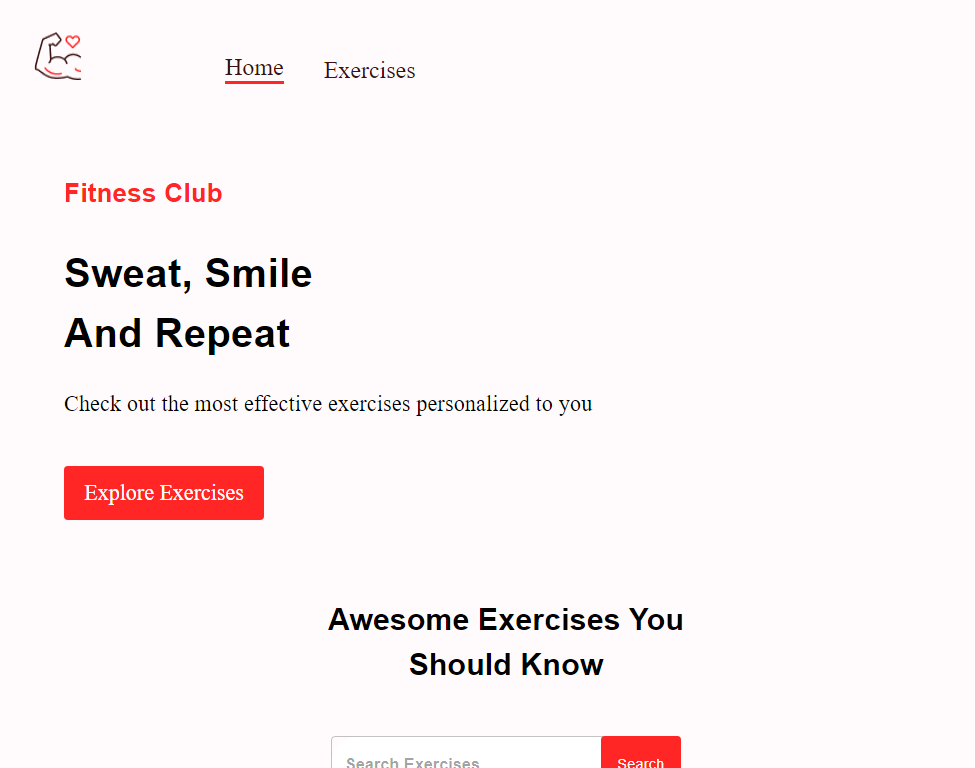 Home
Exercises
Fitness Club
Sweat, Smile
And Repeat
Check out the most effective exercises personalized to you
Explore Exercises
Awesome Exercises You
Should Know
Search Exercises
Search